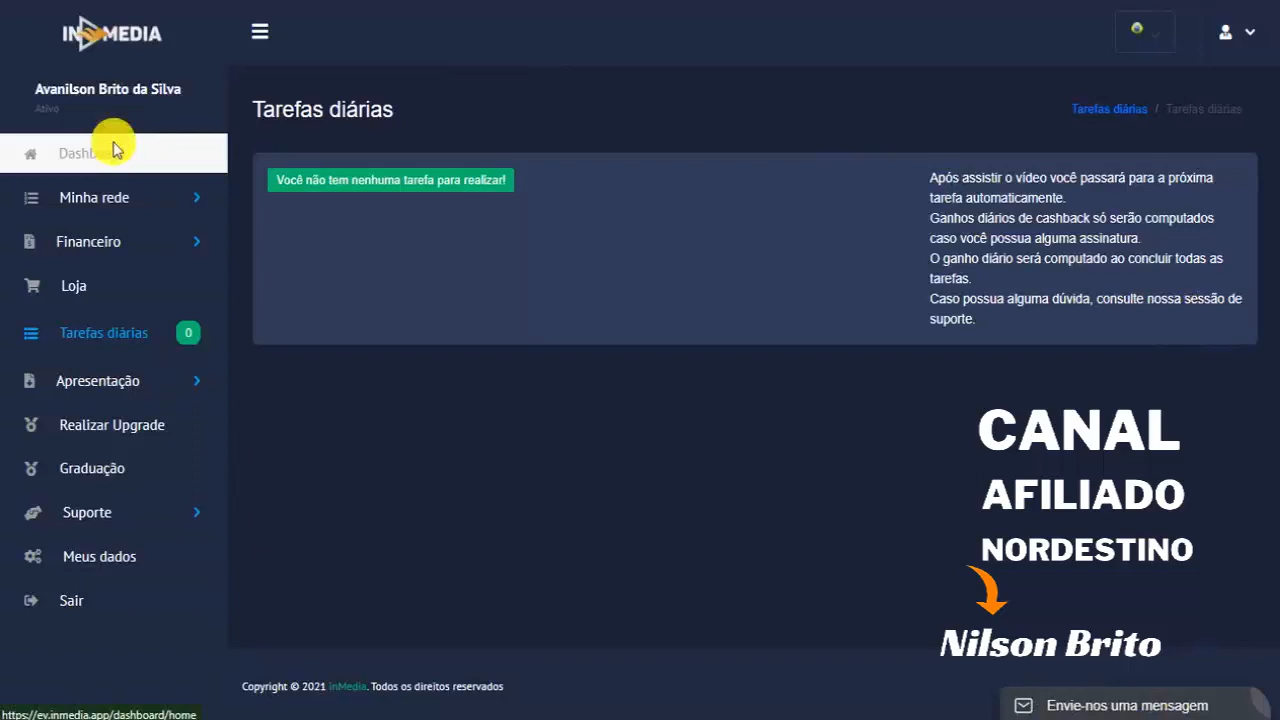 INMEDIA
Avanilson Brito da Silva
Ativo
Dashboard
Minha rede
Financeiro
Loja
Tarefas diárias 0
Apresentação
Realizar Upgrade
Graduação
Suporte
Meus dados
Sair
Tarefas diárias
Tarefas diárias / Tarefas diárias
Você não tem nenhuma tarefa para realizar!
Após assistir o vídeo você passará para a próxima
tarefa automaticamente.
Ganhos diários de cashback só serão computados
caso você possua alguma assinatura.
O ganho diário será computado ao concluir todas as
tarefas.
Caso possua alguma dúvida, consulte nossa sessão de
suporte.
CANAL
AFILIADO
NORDESTINO
Nilson Brito
Copyright © 2021 inMedia. Todos os direitos reservados
Envie-nos uma mensagem
https://ev.inmedia.app/dashboard/home